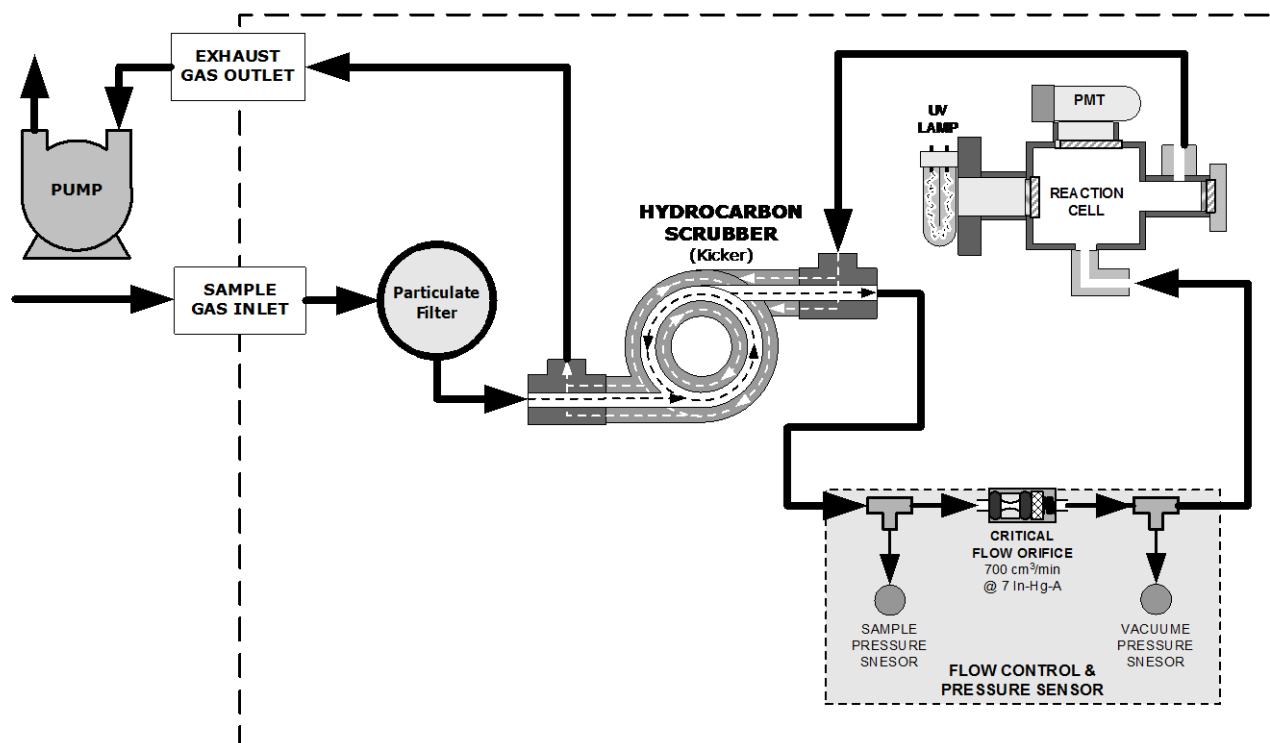 EXHAUST
GAS OUTLET
PUMP
SAMPLE
GAS INLET
Particulate
Filter
HYDROCARBON
SCRUBBER
(Kicker)
UV
LAMP
PMT
REACTION
CELL
CRITICAL
FLOW ORIFICE
700 cm³/min
@ 7 In-Hg-A
SAMPLE
PRESSURE
SNESOR
VACUUME
PRESSURE
SNESOR
FLOW CONTROL &
PRESSURE SENSOR